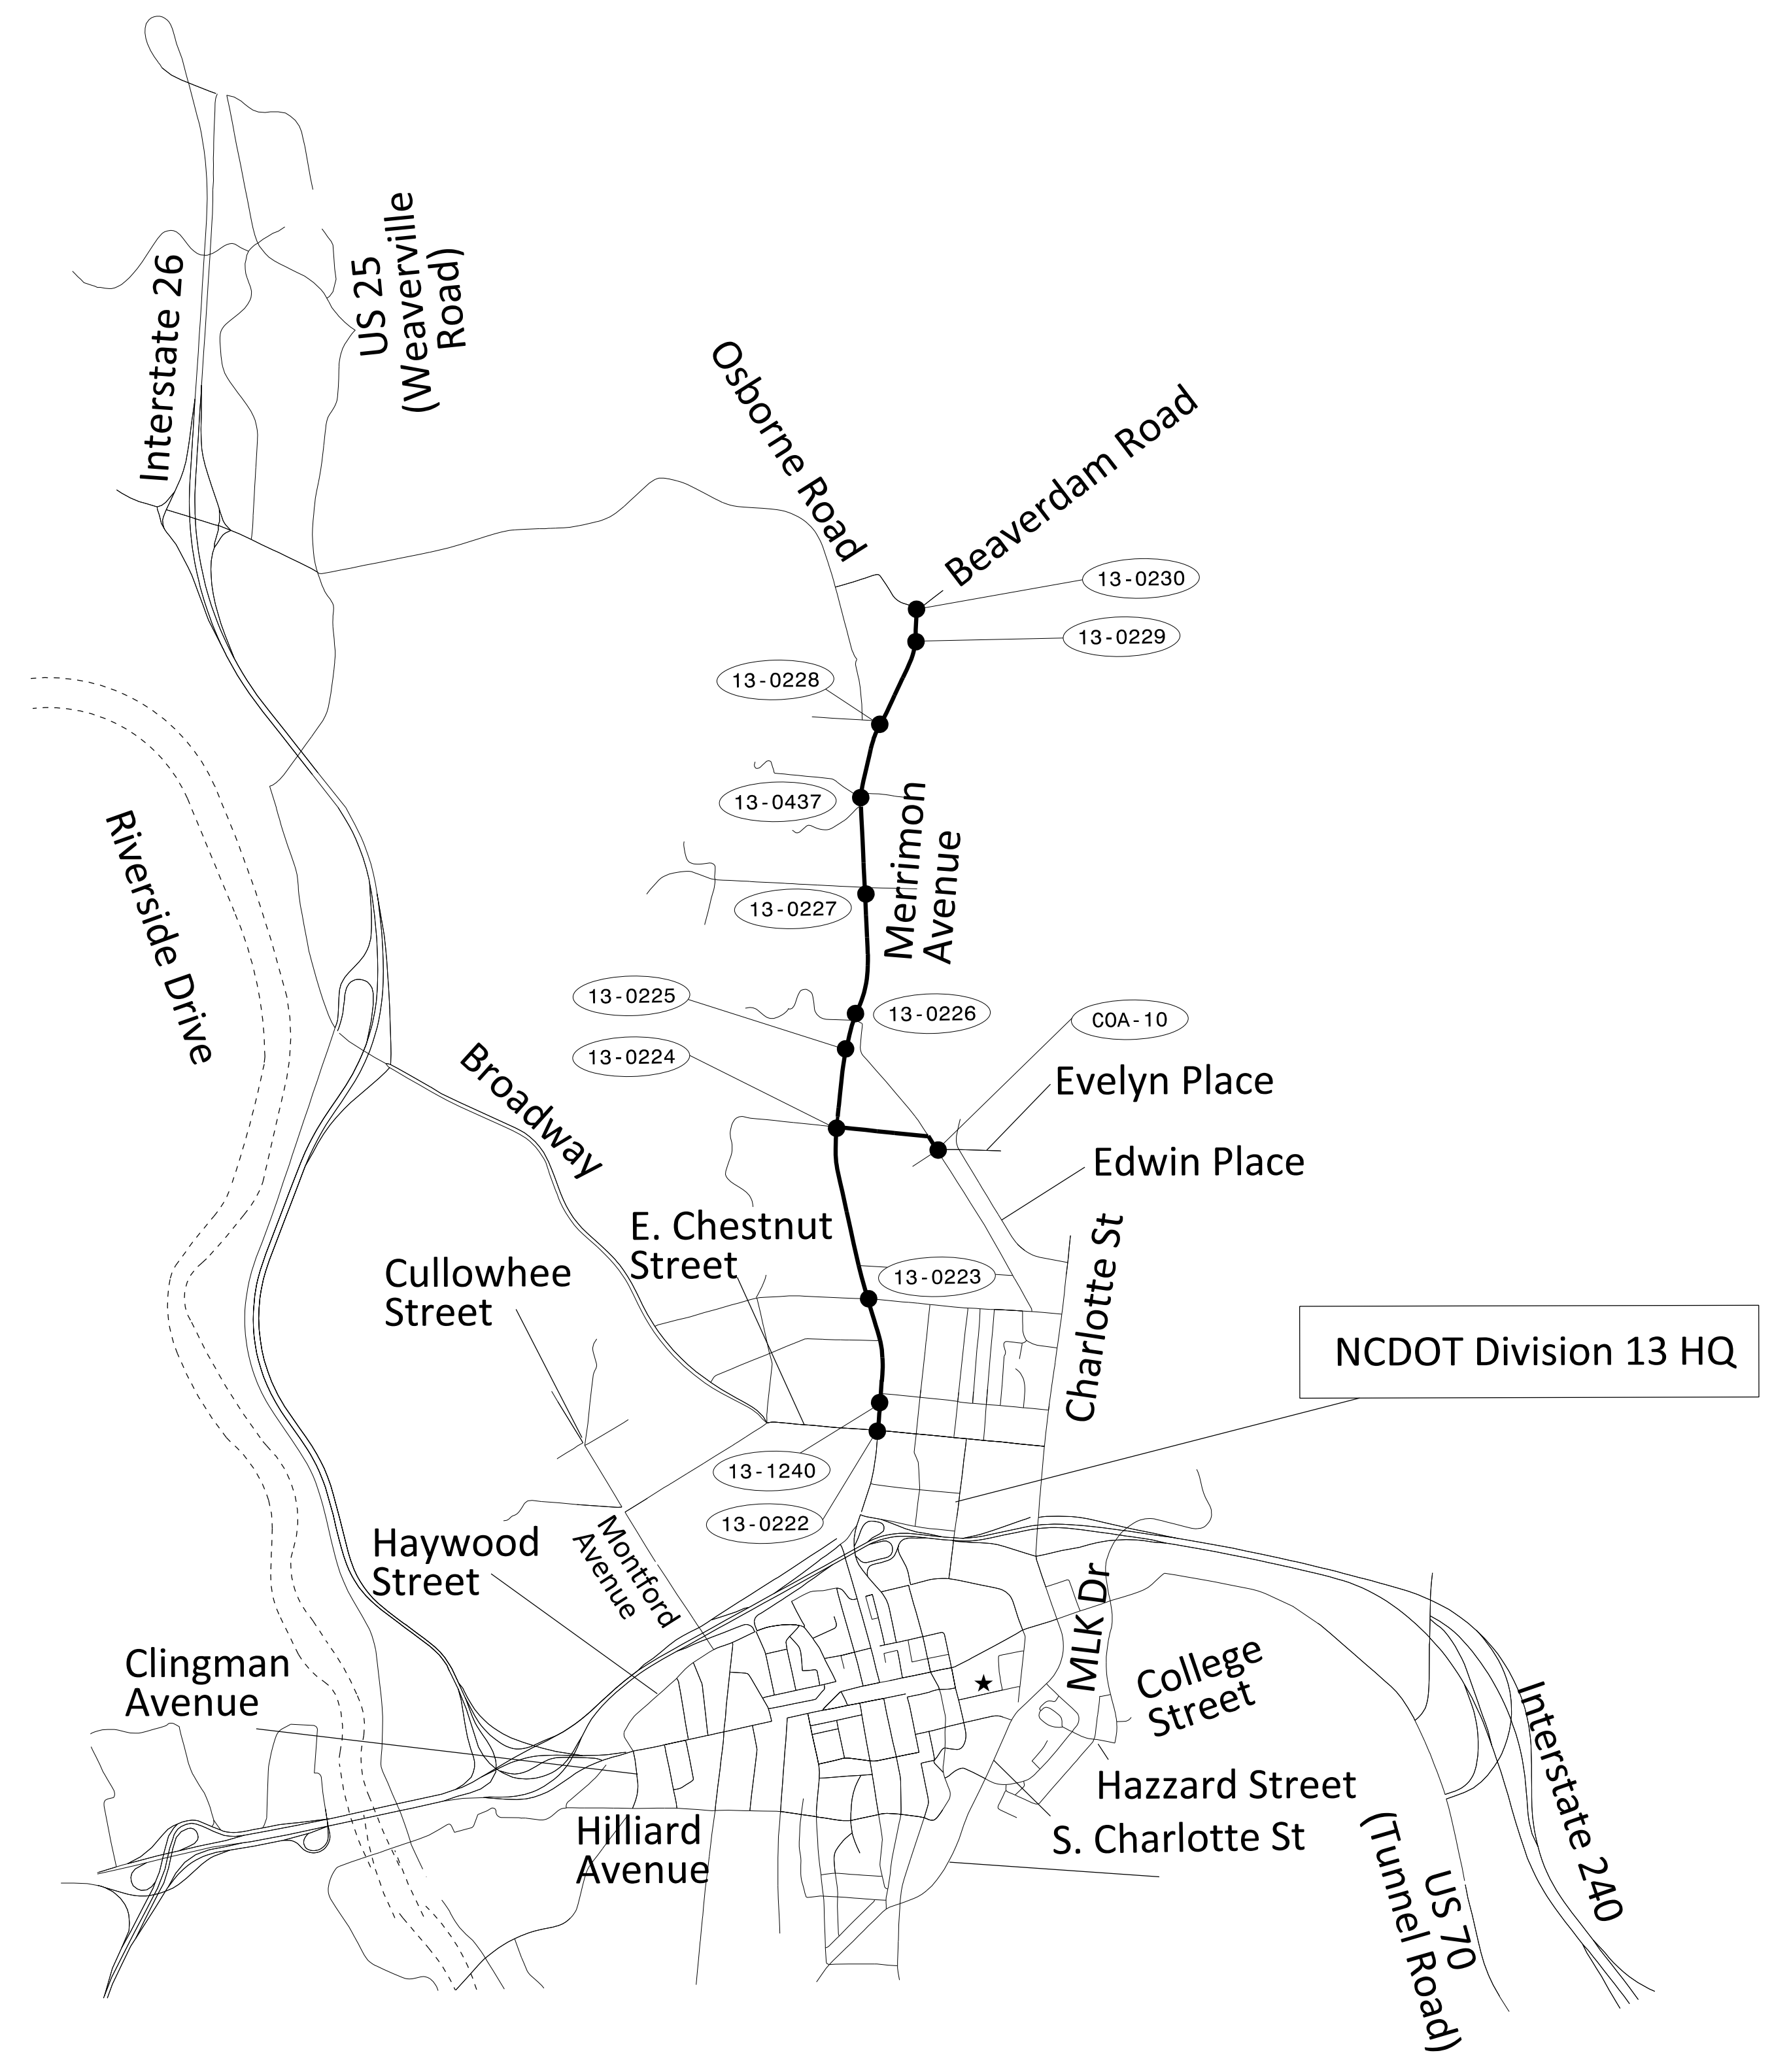 Interstate 26
US 25
(Weaverville
Road)
Osborne Road
Beaverdam Road
13-0230
13-0229
13-0228
13-0437
Merrimon
Avenue
13-0227
Riverside Drive
13-0225
13-0226
COA-10
13-0224
Evelyn Place
Broadway
Edwin Place
E. Chestnut
Street
Cullowhee
Street
13-0223
Charlotte St
NCDOT Division 13 HQ
13-1240
13-0222
Haywood
Street
Montford
Avenue
MLK Dr
Clingman
Avenue
College
Street
Interstate 240
Hazzard Street
Hilliard
Avenue
S. Charlotte St
US 70
(Tunnel Road)